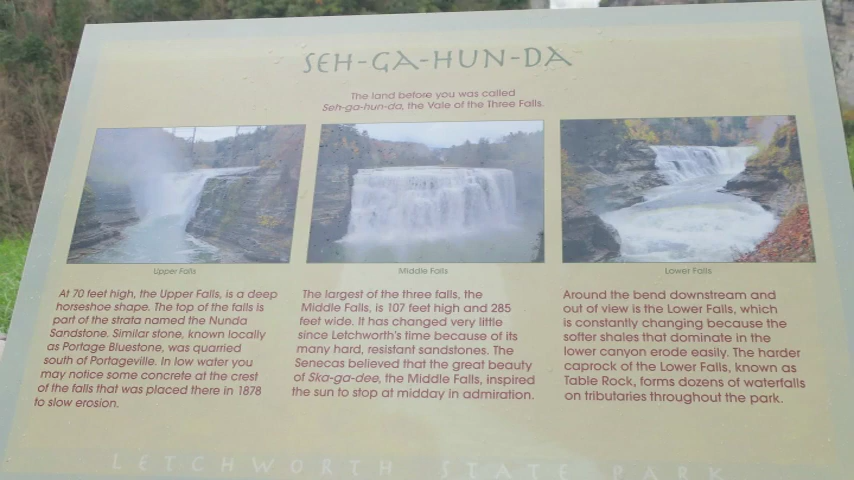 SEH-GA-HUN-DA
The land before you was called
Seh-ga-hun-da, the Vale of the Three Falls.
Upper Falls
At 70 feet high, the Upper Falls, is a deep
horseshoe shape. The top of the falls is
part of the strata named the Nunda
Sandstone. Similar stone, known locally
as Portage Bluestone, was quarried
south of Portageville. In low water you
may notice some concrete at the crest
of the falls that was placed there in 1878
to slow erosion.
Middle Falls
The largest of the three falls, the
Middle Falls, is 107 feet high and 285
feet wide. It has changed very little
since Letchworth's time because of its
many hard, resistant sandstones. The
Senecas believed that the great beauty
of Ska-ga-dee, the Middle Falls, inspired
the sun to stop at midday in admiration.
Lower Falls
Around the bend downstream and
out of view is the Lower Falls, which
is constantly changing because the
softer shales that dominate in the
lower canyon erode easily. The harder
caprock of the Lower Falls, known as
Table Rock, forms dozens of waterfalls
on tributaries throughout the park.
LETCHWORTH STATE PARK